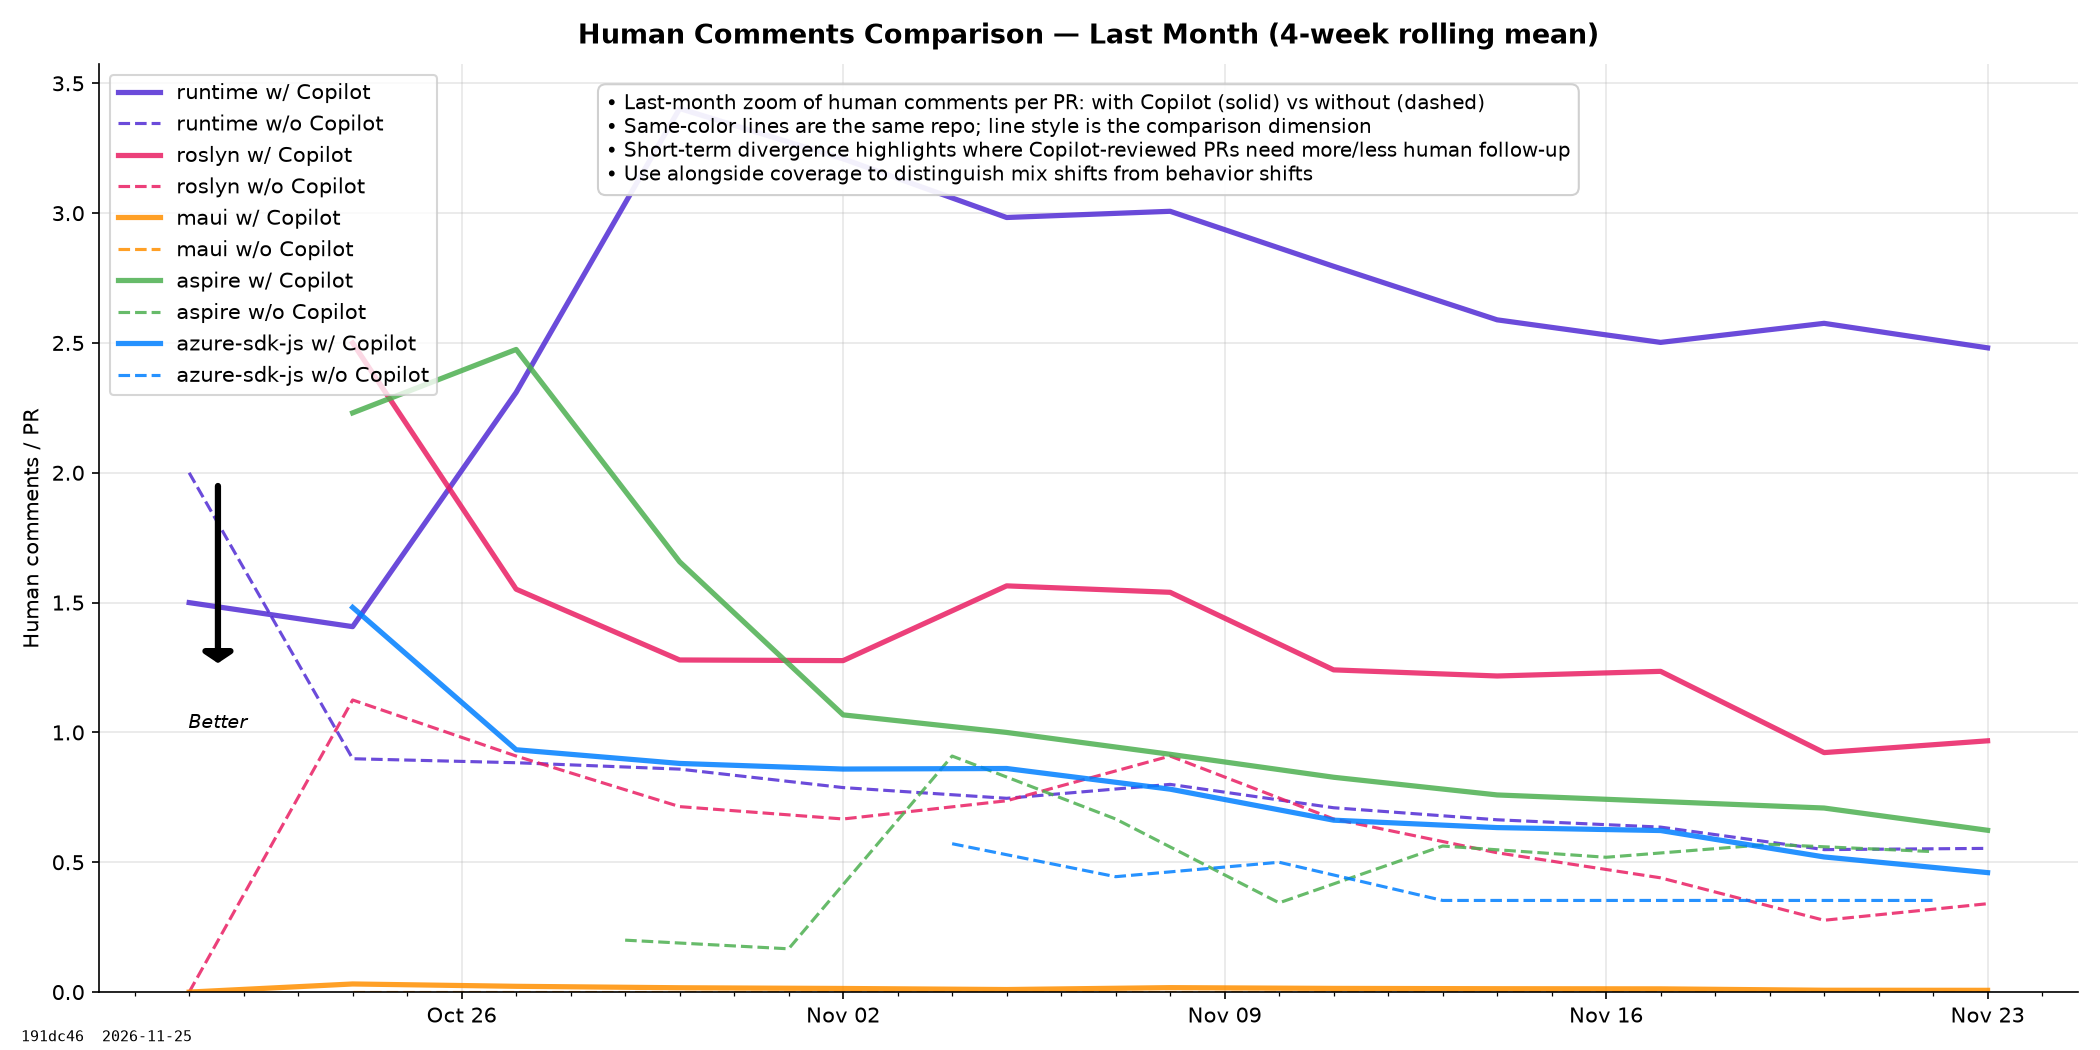 Human Comments Comparison — Last Month (4-week rolling mean)
runtime w/ Copilot
runtime w/o Copilot
roslyn w/ Copilot
roslyn w/o Copilot
maui w/ Copilot
maui w/o Copilot
aspire w/ Copilot
aspire w/o Copilot
azure-sdk-js w/ Copilot
azure-sdk-js w/o Copilot
• Last-month zoom of human comments per PR: with Copilot (solid) vs without (dashed)
• Same-color lines are the same repo; line style is the comparison dimension
• Short-term divergence highlights where Copilot-reviewed PRs need more/less human follow-up
• Use alongside coverage to distinguish mix shifts from behavior shifts
Human comments / PR
3.5
3.0
2.5
2.0
1.5
1.0
0.5
0.0
Better
Oct 26
Nov 02
Nov 09
Nov 16
Nov 23
191dc46  2026-11-25